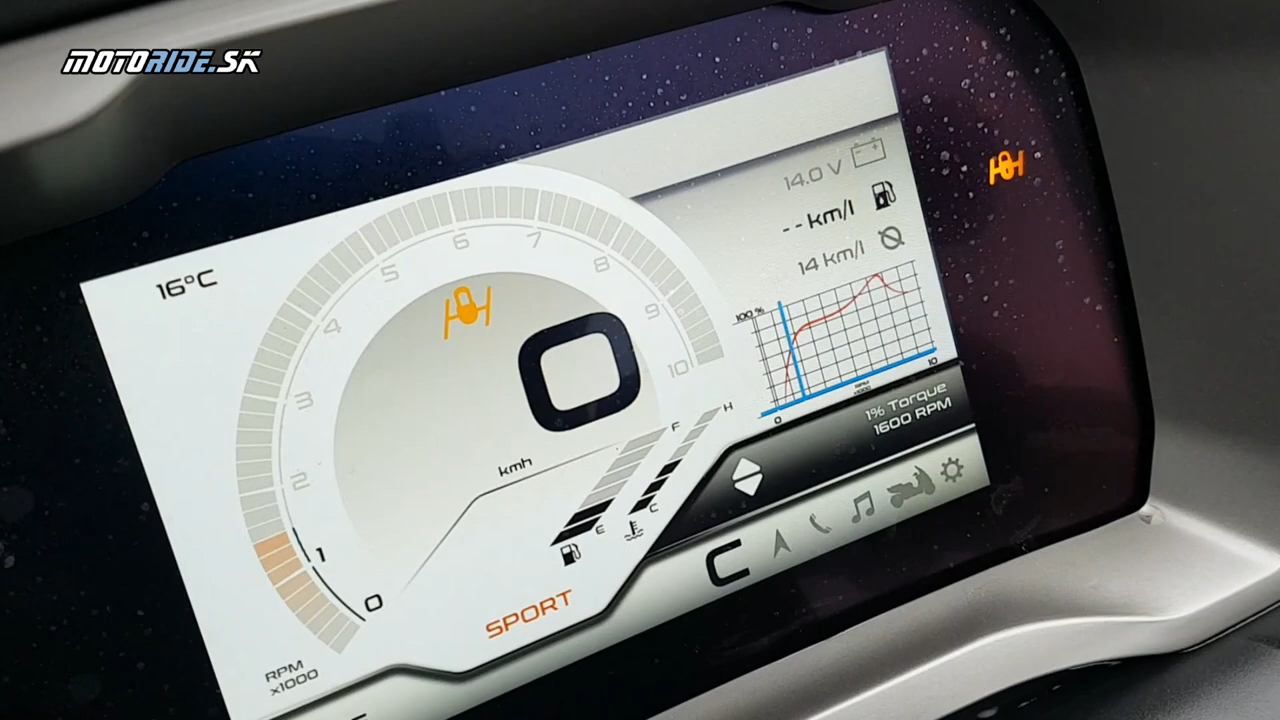 MOTORIDE.SK
16°C
14.0 V
-- km/l
14 km/l
100 %
0
10
1% Torque
1600 RPM
0
1
2
3
4
5
6
7
8
9
10
0
kmh
F
E
H
C
SPORT
C
RPM
x1000